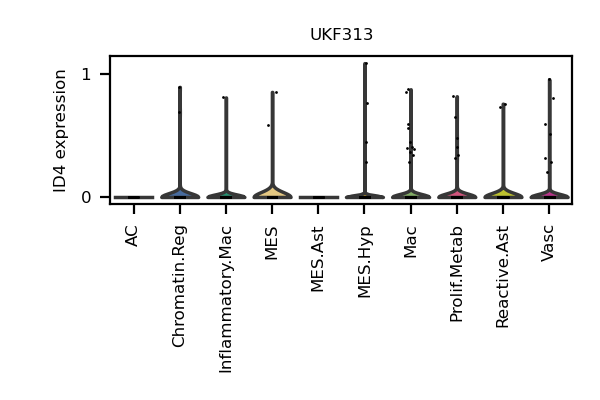 UKF313
ID4 expression
1
0
AC
Chromatin.Reg
Inflammatory.Mac
MES
MES.Ast
MES.Hyp
Mac
Prolif.Metab
Reactive.Ast
Vasc